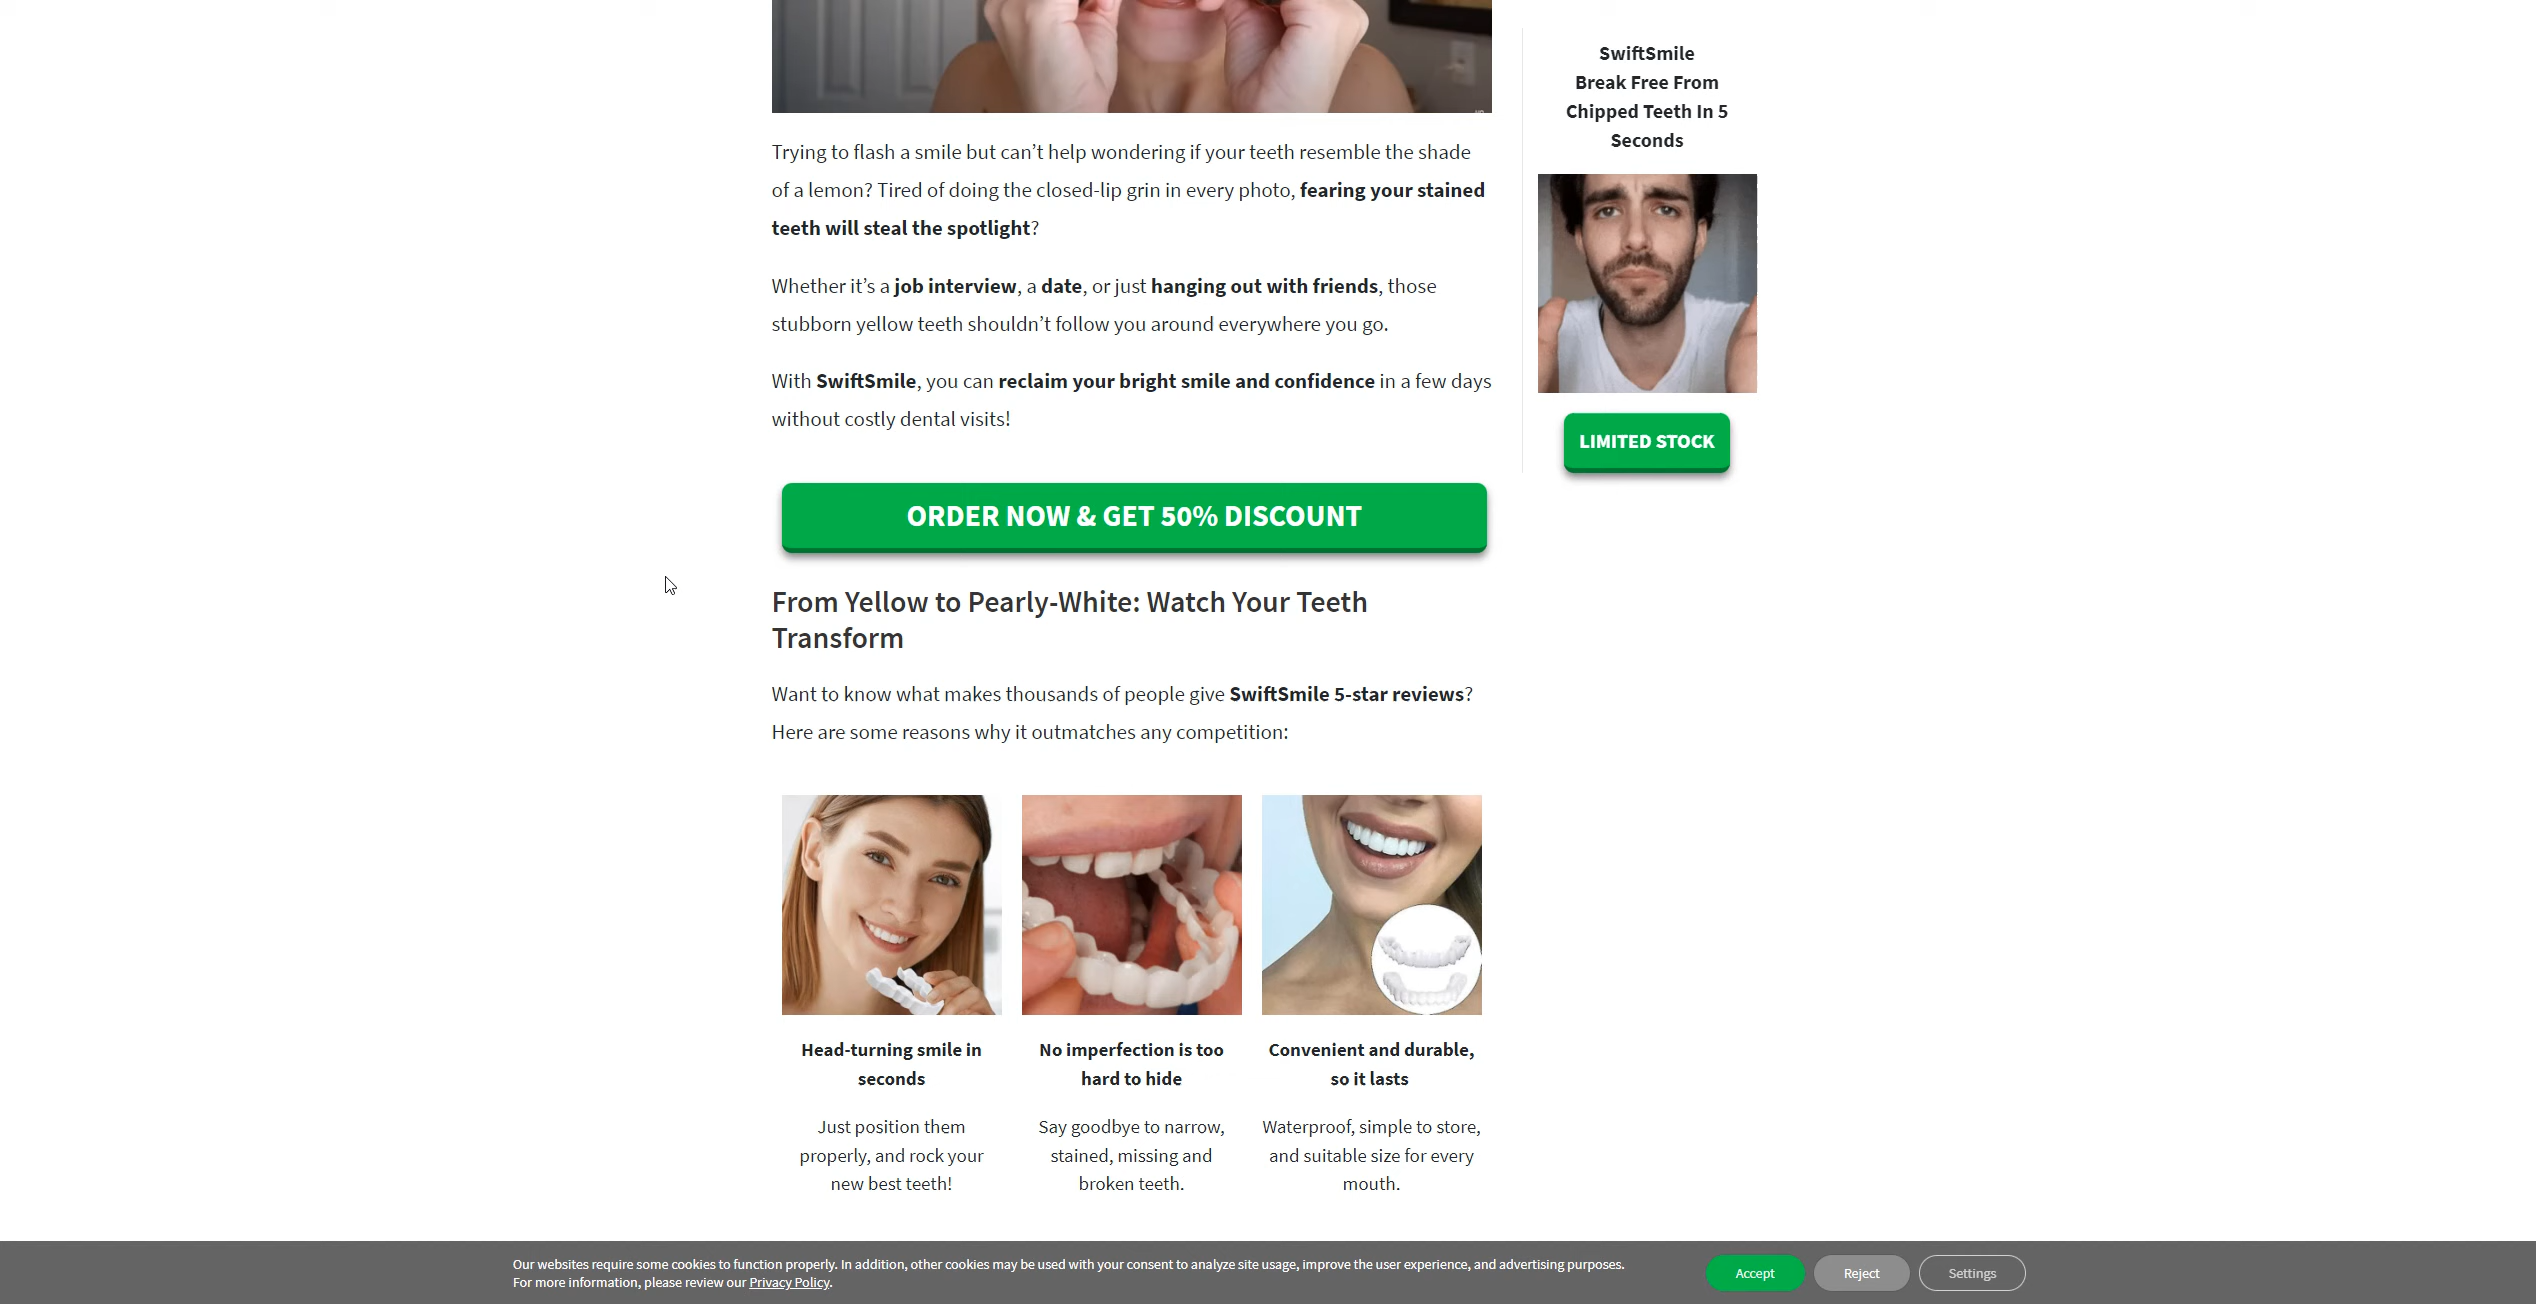 Trying to flash a smile but can’t help wondering if your teeth resemble the shade
of a lemon? Tired of doing the closed-lip grin in every photo, fearing your stained
teeth will steal the spotlight?
Whether it’s a job interview, a date, or just hanging out with friends, those
stubborn yellow teeth shouldn’t follow you around everywhere you go.
With SwiftSmile, you can reclaim your bright smile and confidence in a few days
without costly dental visits!
ORDER NOW & GET 50% DISCOUNT
From Yellow to Pearly-White: Watch Your Teeth
Transform
Want to know what makes thousands of people give SwiftSmile 5-star reviews?
Here are some reasons why it outmatches any competition:
Head-turning smile in
seconds
Just position them
properly, and rock your
new best teeth!
No imperfection is too
hard to hide
Say goodbye to narrow,
stained, missing and
broken teeth.
Convenient and durable,
so it lasts
Waterproof, simple to store,
and suitable size for every
mouth.
SwiftSmile
Break Free From
Chipped Teeth In 5
Seconds
LIMITED STOCK
Our websites require some cookies to function properly. In addition, other cookies may be used with your consent to analyze site usage, improve the user experience, and advertising purposes.
For more information, please review our Privacy Policy.
Accept
Reject
Settings